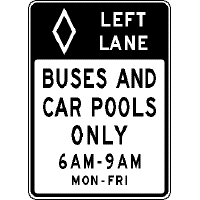 LEFT
LANE
BUSES AND
CAR POOLS
ONLY
6AM-9AM
MON-FRI